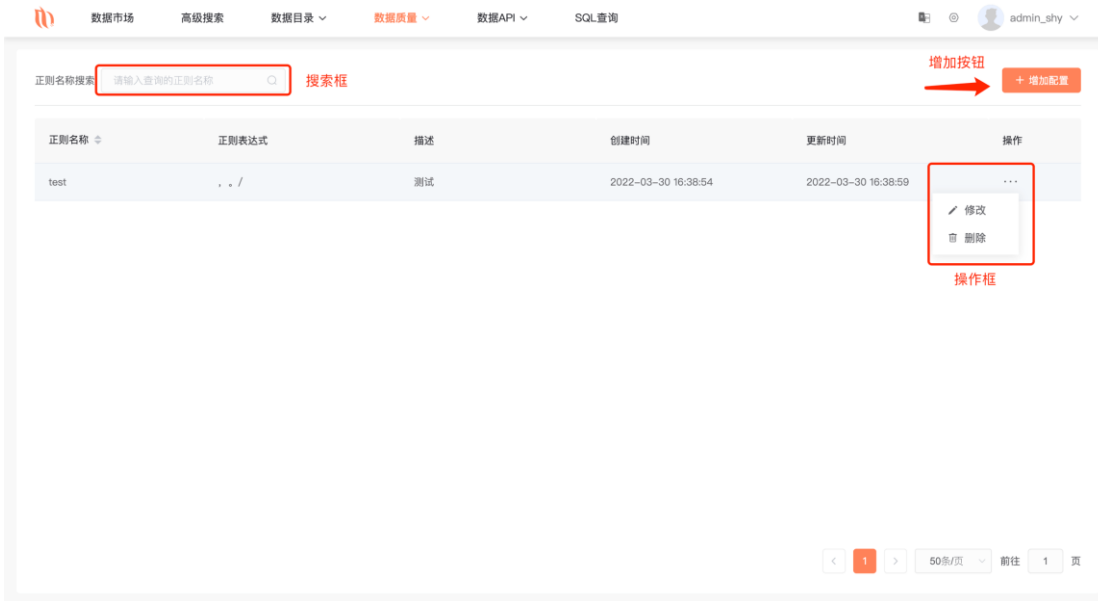 数据市场 高级搜索 数据目录 数据质量 数据API SQL查询 admin_shy
增加按钮
正则名称搜索 请输入查询的正则名称 搜索框 + 增加配置
正则名称 正则表达式 描述 创建时间 更新时间 操作
test , 。/ 测试 2022-03-30 16:38:54 2022-03-30 16:38:59 ...
修改
删除
操作框
< 1 > 50条/页 前往 1 页